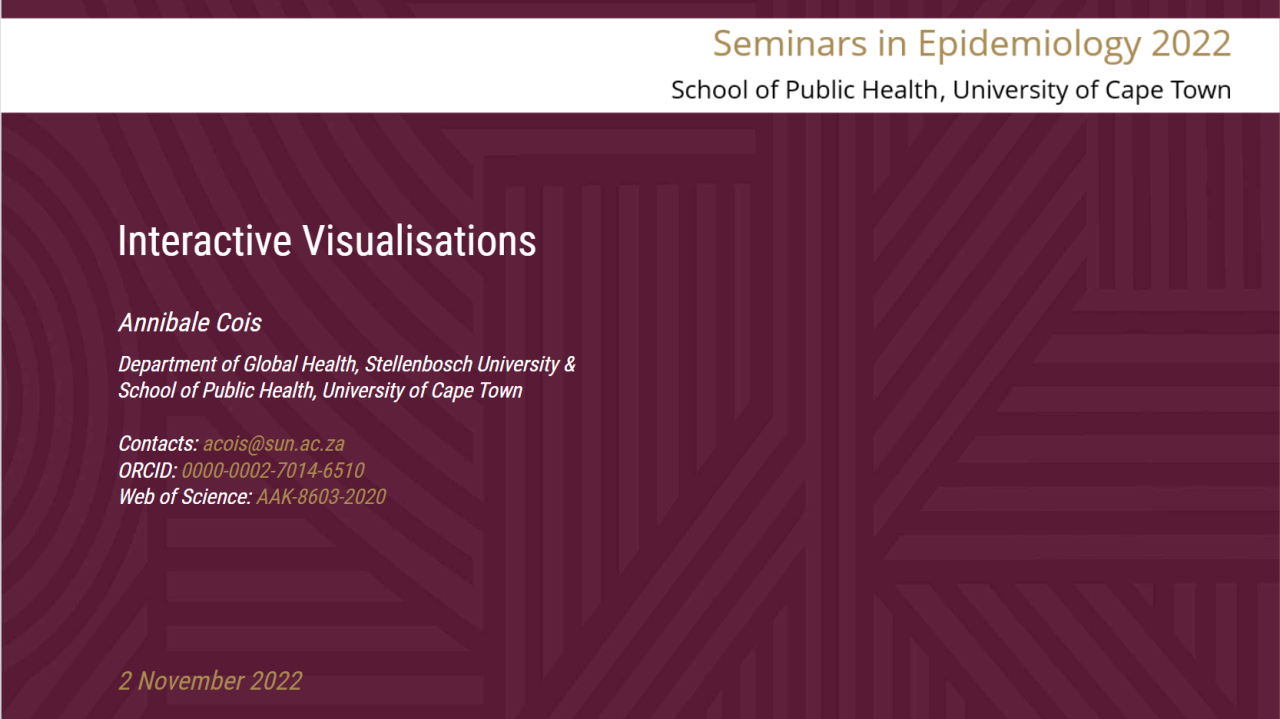 Seminars in Epidemiology 2022
School of Public Health, University of Cape Town
Interactive Visualisations
Annibale Cois
Department of Global Health, Stellenbosch University &
School of Public Health, University of Cape Town
Contacts: acois@sun.ac.za
ORCID: 0000-0002-7014-6510
Web of Science: AAK-8603-2020
2 November 2022